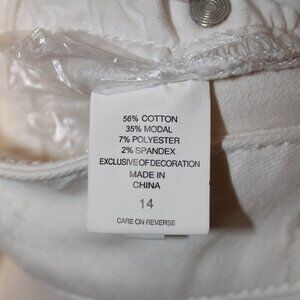 56% COTTON
35% MODAL
7% POLYESTER
2% SPANDEX
EXCLUSIVE OF DECORATION
MADE IN
CHINA
14
CARE ON REVERSE